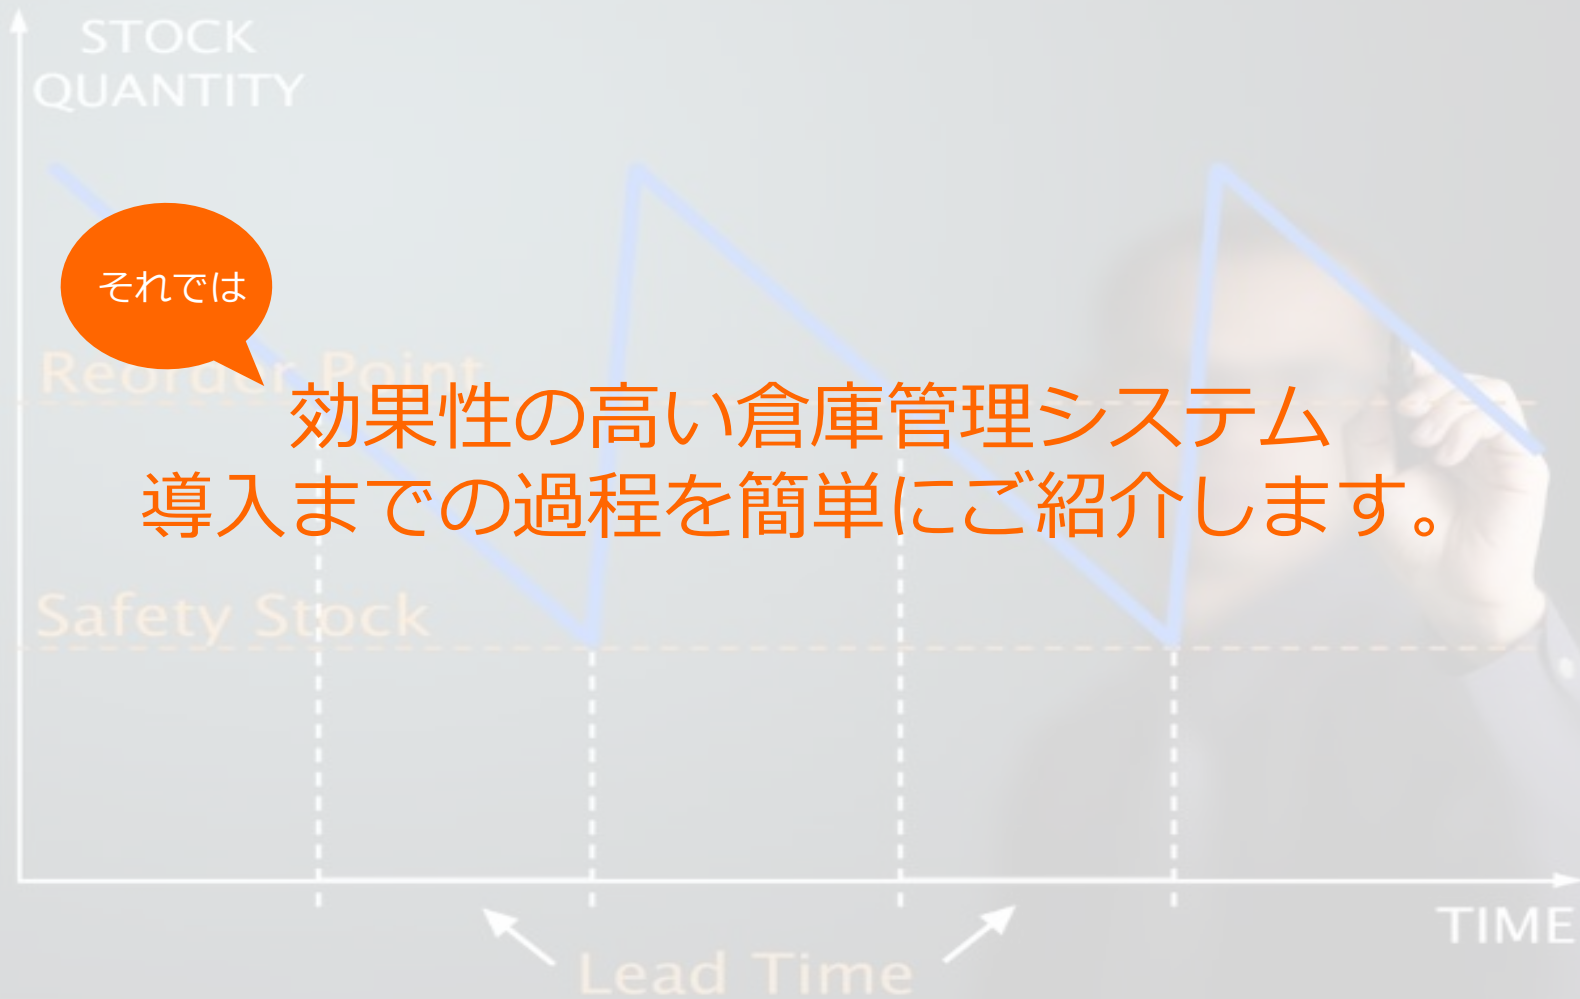 STOCK
QUANTITY
それでは
Reorder Point
効果性の高い倉庫管理システム
導入までの過程を簡単にご紹介します。
Safety Stock
TIME
Lead Time